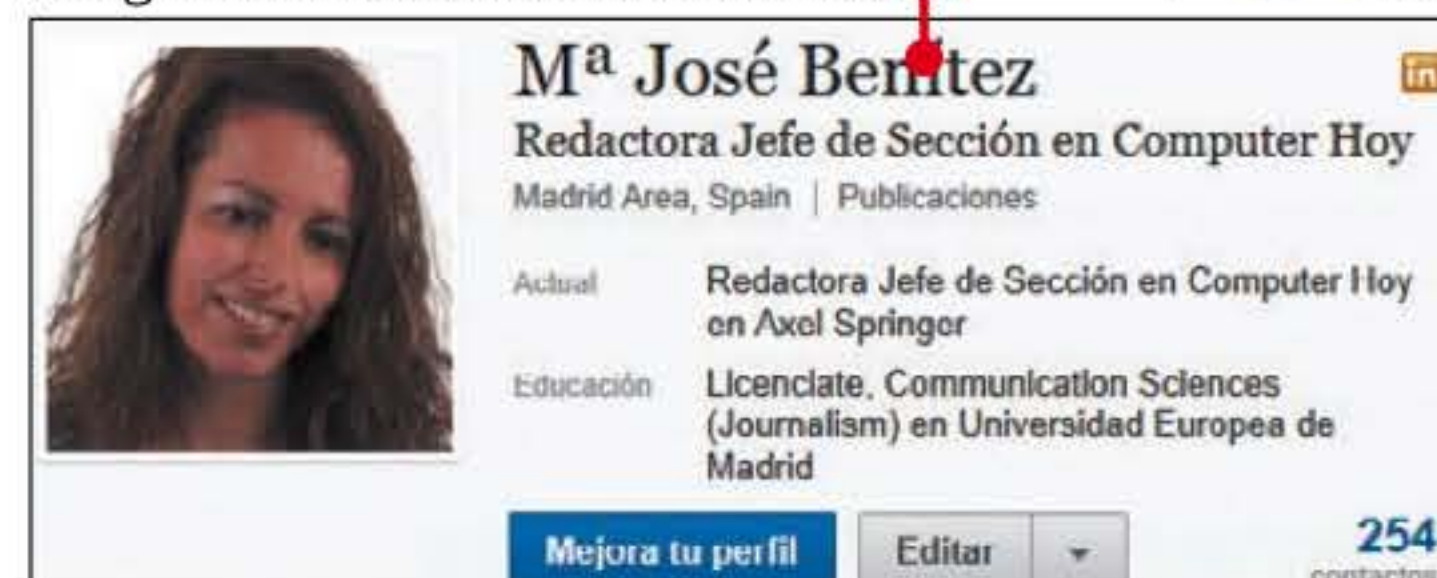 Mª José Benítez
in
Redactora Jefe de Sección en Computer Hoy
Madrid Area, Spain | Publicaciones
Actual Redactora Jefe de Sección en Computer Hoy
en Axel Springer
Educación Licenciate, Communication Sciences
(Journalism) en Universidad Europea de
Madrid
Mejora tu perfil Editar 254
contactos